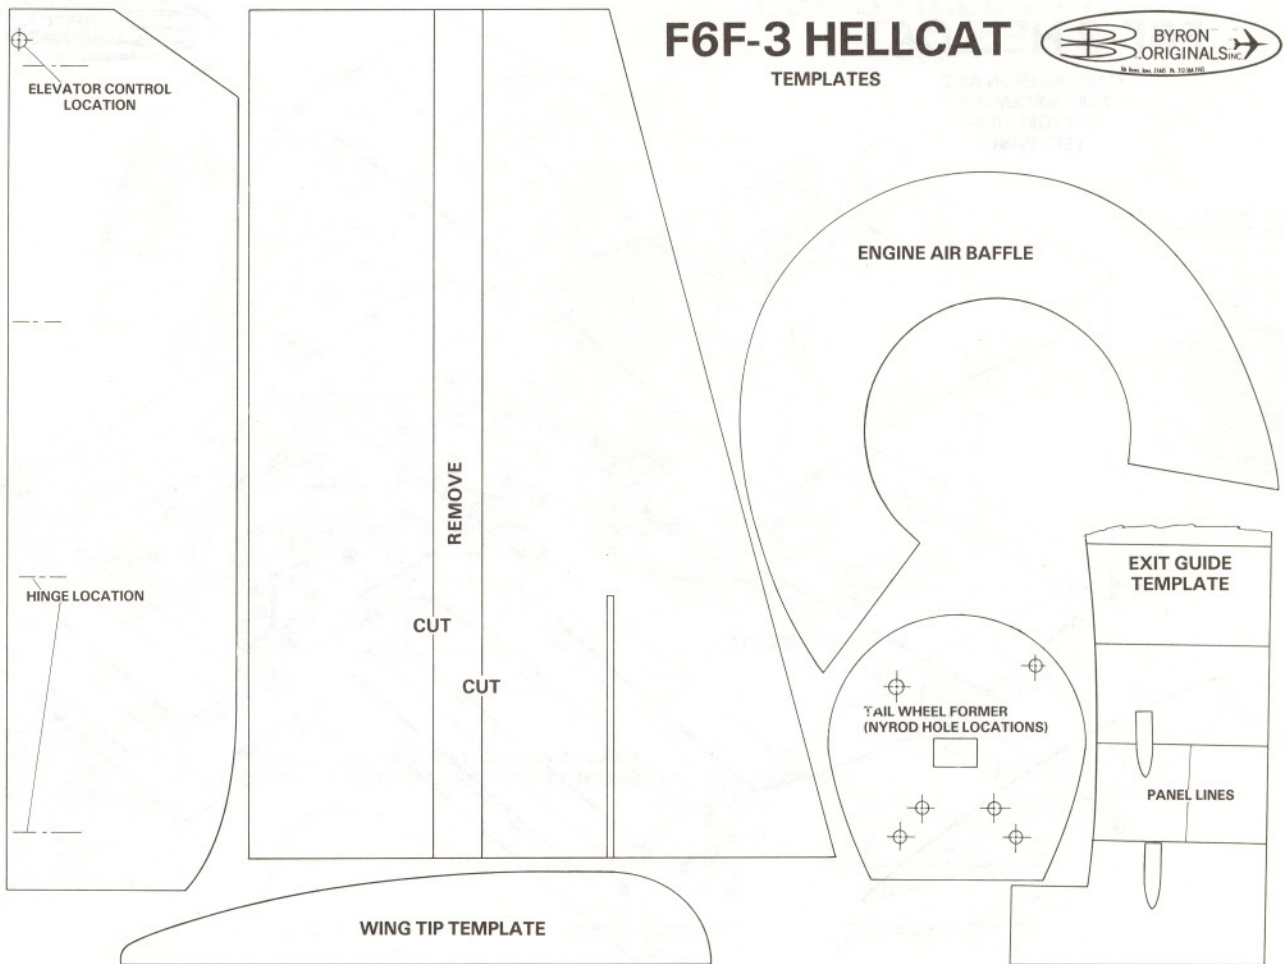 F6F-3 HELLCAT
TEMPLATES
BYRON
ORIGINALS INC.
ELEVATOR CONTROL
LOCATION
ENGINE AIR BAFFLE
REMOVE
EXIT GUIDE
TEMPLATE
HINGE LOCATION
CUT
CUT
TAIL WHEEL FORMER
(NYROD HOLE LOCATIONS)
PANEL LINES
WING TIP TEMPLATE